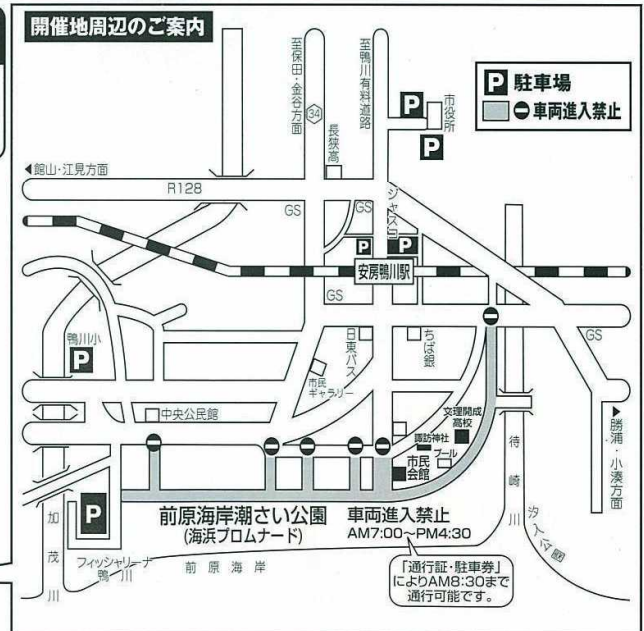 開催地周辺のご案内
P 駐車場
車両進入禁止
至保田・金谷方面
34
長狭高
至鴨川有料道路
P
市役所
P
◀館山・江見方面
R128
GS
GS
ジャスコ
P
P
安房鴨川駅
GS
GS
鴨川小
P
日東バス
ちば銀
市民ギャラリー
中央公民館
文理開成高校
諏訪神社
プール
市民会館
待崎川
▶勝浦・小湊方面
汐入公園
P
前原海岸潮さい公園
(海浜プロムナード)
車両進入禁止
AM7:00〜PM4:30
加茂川
フィッシャリーナ鴨川
前原海岸
「通行証・駐車券」
によりAM8:30まで
通行可能です。